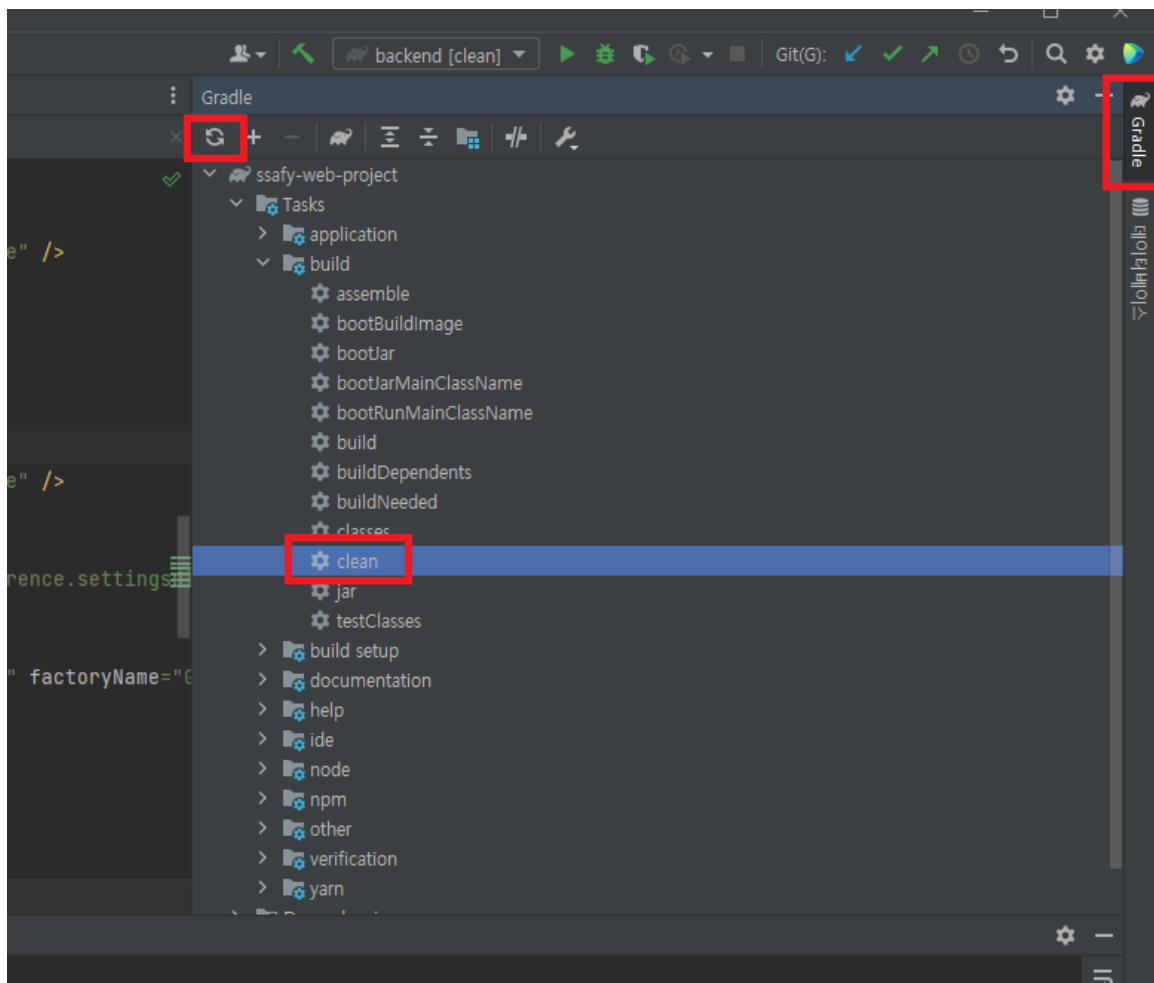 backend [clean]
Git(G):
Gradle
Gradle
ssafy-web-project
Tasks
e" />
application
build
데이터베이스
assemble
bootBuildImage
bootJar
bootJarMainClassName
bootRunMainClassName
build
e" />
buildDependents
buildNeeded
classes
clean
rence.settings
jar
testClasses
build setup
" factoryName="G
documentation
help
ide
node
npm
other
verification
yarn